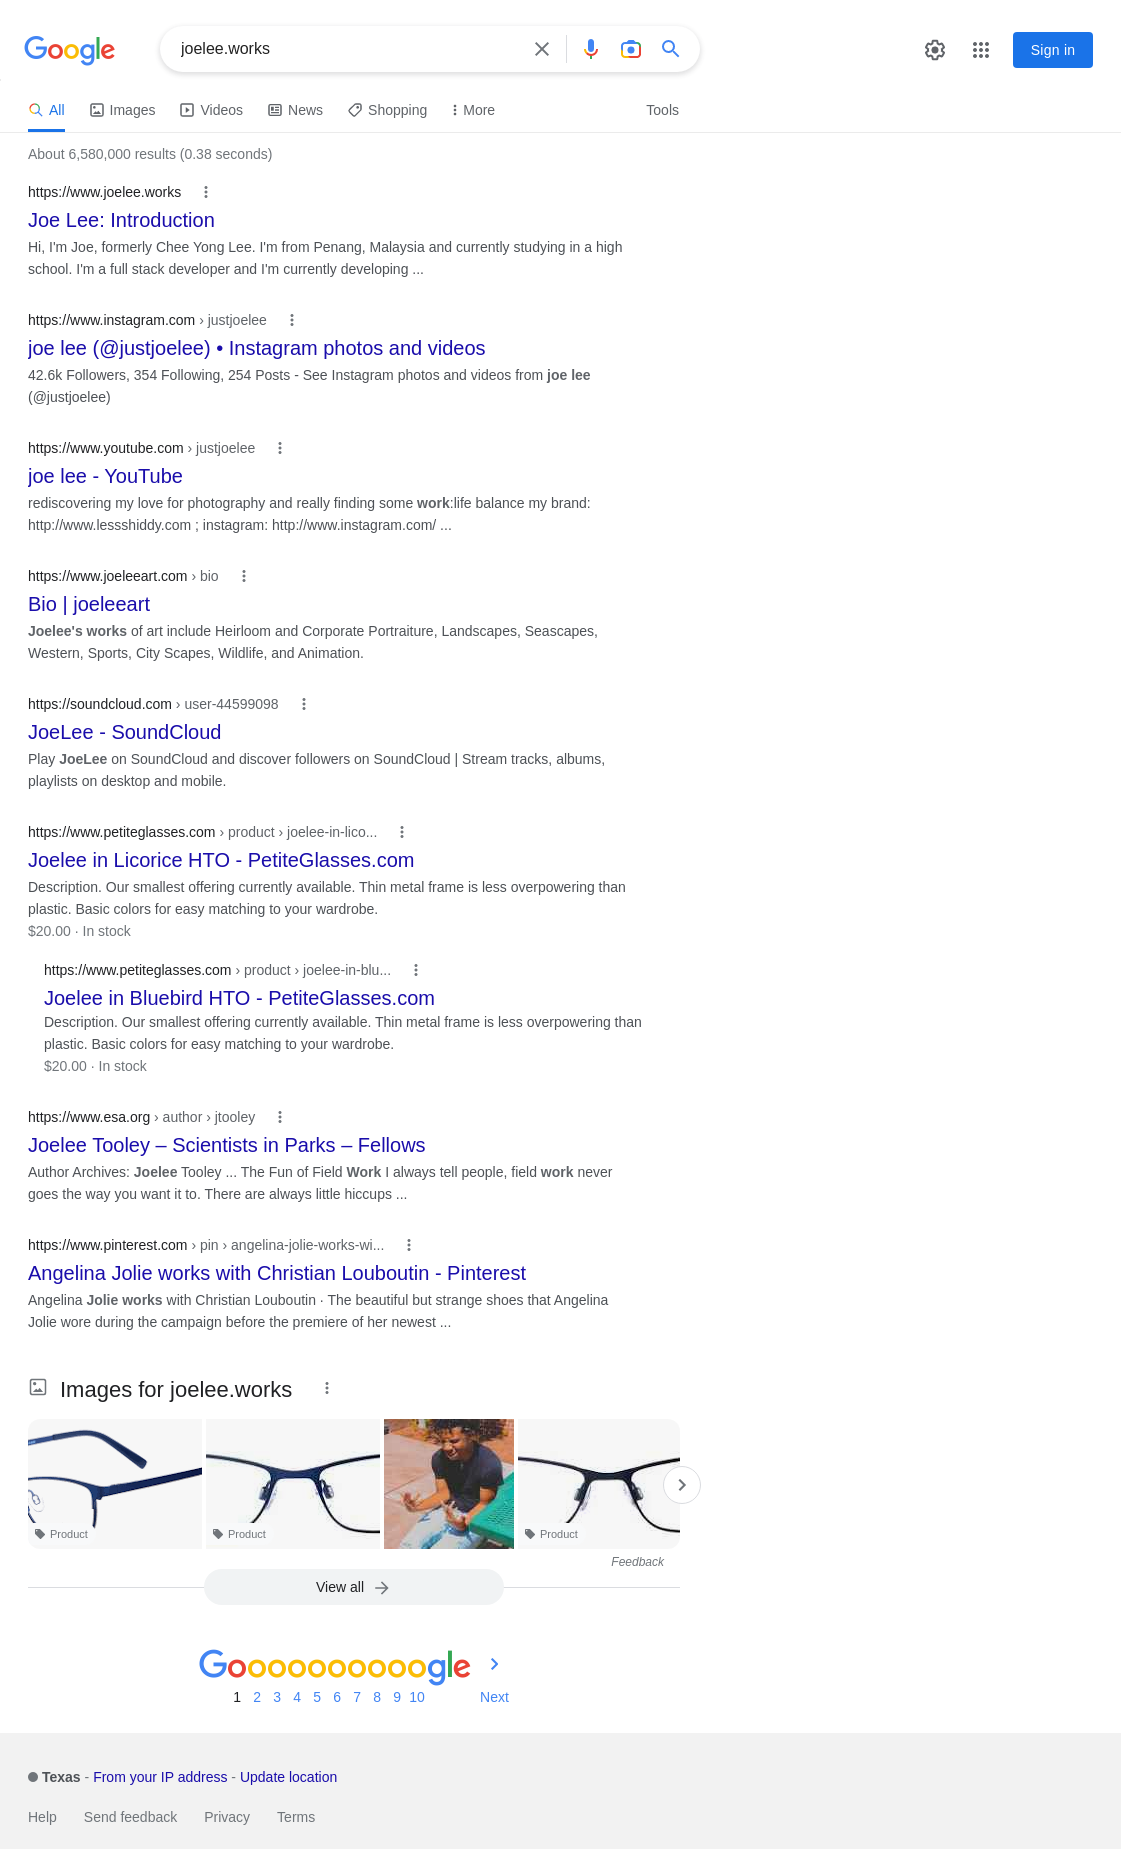 Google
joelee.works
Sign in
All Images Videos News Shopping More Tools
About 6,580,000 results (0.38 seconds)
https://www.joelee.works
Joe Lee: Introduction
Hi, I'm Joe, formerly Chee Yong Lee. I'm from Penang, Malaysia and currently studying in a high
school. I'm a full stack developer and I'm currently developing ...
https://www.instagram.com › justjoelee
joe lee (@justjoelee) • Instagram photos and videos
42.6k Followers, 354 Following, 254 Posts - See Instagram photos and videos from joe lee
(@justjoelee)
https://www.youtube.com › justjoelee
joe lee - YouTube
rediscovering my love for photography and really finding some work:life balance my brand:
http://www.lessshiddy.com ; instagram: http://www.instagram.com/ ...
https://www.joeleeart.com › bio
Bio | joeleeart
Joelee's works of art include Heirloom and Corporate Portraiture, Landscapes, Seascapes,
Western, Sports, City Scapes, Wildlife, and Animation.
https://soundcloud.com › user-44599098
JoeLee - SoundCloud
Play JoeLee on SoundCloud and discover followers on SoundCloud | Stream tracks, albums,
playlists on desktop and mobile.
https://www.petiteglasses.com › product › joelee-in-lico...
Joelee in Licorice HTO - PetiteGlasses.com
Description. Our smallest offering currently available. Thin metal frame is less overpowering than
plastic. Basic colors for easy matching to your wardrobe.
$20.00 · In stock
https://www.petiteglasses.com › product › joelee-in-blu...
Joelee in Bluebird HTO - PetiteGlasses.com
Description. Our smallest offering currently available. Thin metal frame is less overpowering than
plastic. Basic colors for easy matching to your wardrobe.
$20.00 · In stock
https://www.esa.org › author › jtooley
Joelee Tooley – Scientists in Parks – Fellows
Author Archives: Joelee Tooley ... The Fun of Field Work I always tell people, field work never
goes the way you want it to. There are always little hiccups ...
https://www.pinterest.com › pin › angelina-jolie-works-wi...
Angelina Jolie works with Christian Louboutin - Pinterest
Angelina Jolie works with Christian Louboutin · The beautiful but strange shoes that Angelina
Jolie wore during the campaign before the premiere of her newest ...
Images for joelee.works
Product Product Product
Feedback
View all
Goooooooooogle
1 2 3 4 5 6 7 8 9 10 Next
Texas - From your IP address - Update location
Help Send feedback Privacy Terms